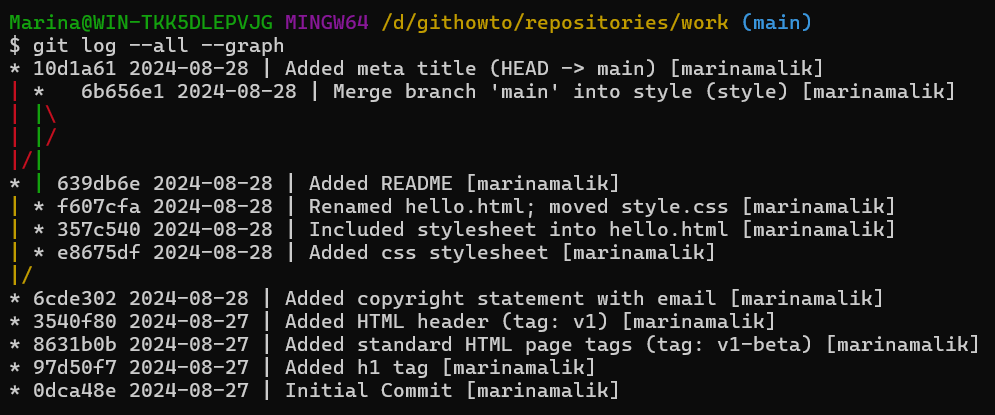 Marina@WIN-TKK5DLEPVJG MINGW64 /d/githowto/repositories/work (main)
$ git log --all --graph
* 10d1a61 2024-08-28 | Added meta title (HEAD -> main) [marinamalik]
| *   6b656e1 2024-08-28 | Merge branch 'main' into style (style) [marinamalik]
| |\
| |/
|/|
* | 639db6e 2024-08-28 | Added README [marinamalik]
| * f607cfa 2024-08-28 | Renamed hello.html; moved style.css [marinamalik]
| * 357c540 2024-08-28 | Included stylesheet into hello.html [marinamalik]
| * e8675df 2024-08-28 | Added css stylesheet [marinamalik]
|/
* 6cde302 2024-08-28 | Added copyright statement with email [marinamalik]
* 3540f80 2024-08-27 | Added HTML header (tag: v1) [marinamalik]
* 8631b0b 2024-08-27 | Added standard HTML page tags (tag: v1-beta) [marinamalik]
* 97d50f7 2024-08-27 | Added h1 tag [marinamalik]
* 0dca48e 2024-08-27 | Initial Commit [marinamalik]